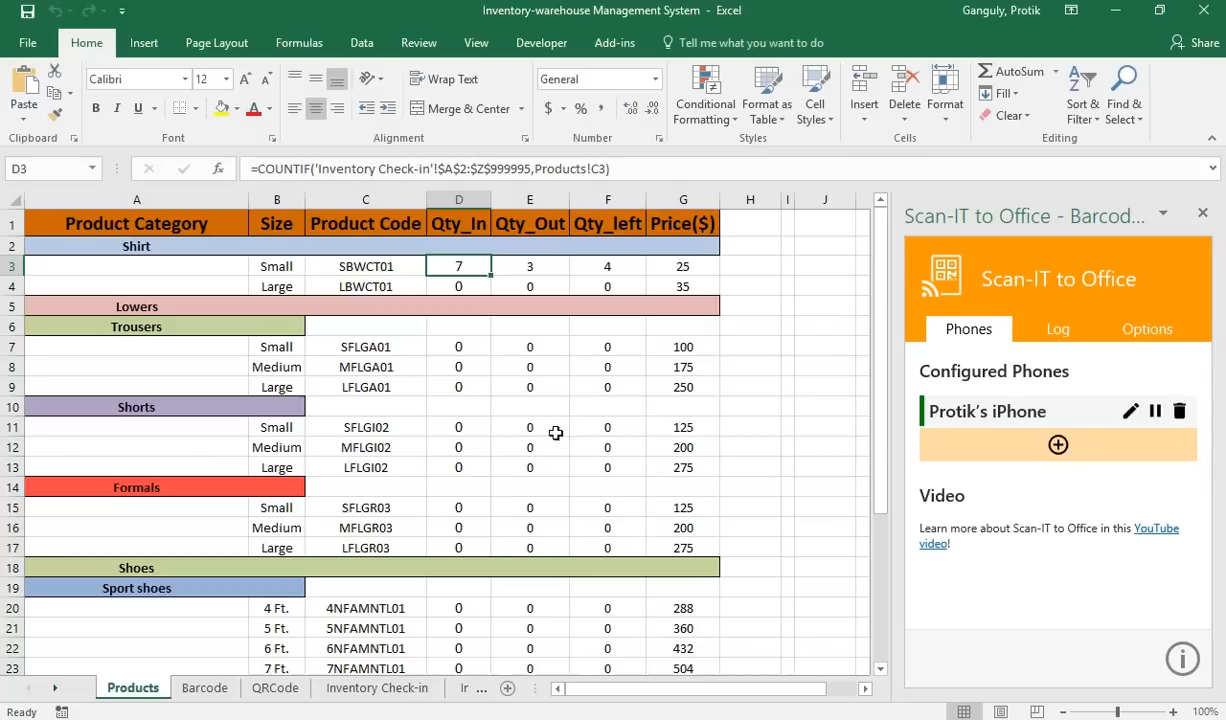 Inventory-warehouse Management System - Excel
Ganguly, Protik
File Home Insert Page Layout Formulas Data Review View Developer Add-ins Tell me what you want to do Share
Paste
Clipboard
Calibri 12
B I U A
Font
Wrap Text
Merge & Center
Alignment
General
$ % ,
Number
Conditional Formatting
Format as Table
Cell Styles
Styles
Insert Delete Format
Cells
AutoSum
Fill
Clear
Sort & Filter
Find & Select
Editing
D3 fx =COUNTIF('Inventory Check-in'!$A$2:$Z$999995,Products!C3)
A B C D E F G H I J
1 Product Category Size Product Code Qty_In Qty_Out Qty_left Price($)
2 Shirt
3 Small SBWCT01 7 3 4 25
4 Large LBWCT01 0 0 0 35
5 Lowers
6 Trousers
7 Small SFLGA01 0 0 0 100
8 Medium MFLGA01 0 0 0 175
9 Large LFLGA01 0 0 0 250
10 Shorts
11 Small SFLGI02 0 0 0 125
12 Medium MFLGI02 0 0 0 200
13 Large LFLGI02 0 0 0 275
14 Formals
15 Small SFLGR03 0 0 0 125
16 Medium MFLGR03 0 0 0 200
17 Large LFLGR03 0 0 0 275
18 Shoes
19 Sport shoes
20 4 Ft. 4NFAMNTL01 0 0 0 288
21 5 Ft. 5NFAMNTL01 0 0 0 360
22 6 Ft. 6NFAMNTL01 0 0 0 432
23 7 Ft. 7NFAMNTL01 0 0 0 504
Products Barcode QRCode Inventory Check-in Ir ...
Ready
100%
Scan-IT to Office - Barcod...
Scan-IT to Office
Phones Log Options
Configured Phones
Protik's iPhone
Video
Learn more about Scan-IT to Office in this YouTube
video!